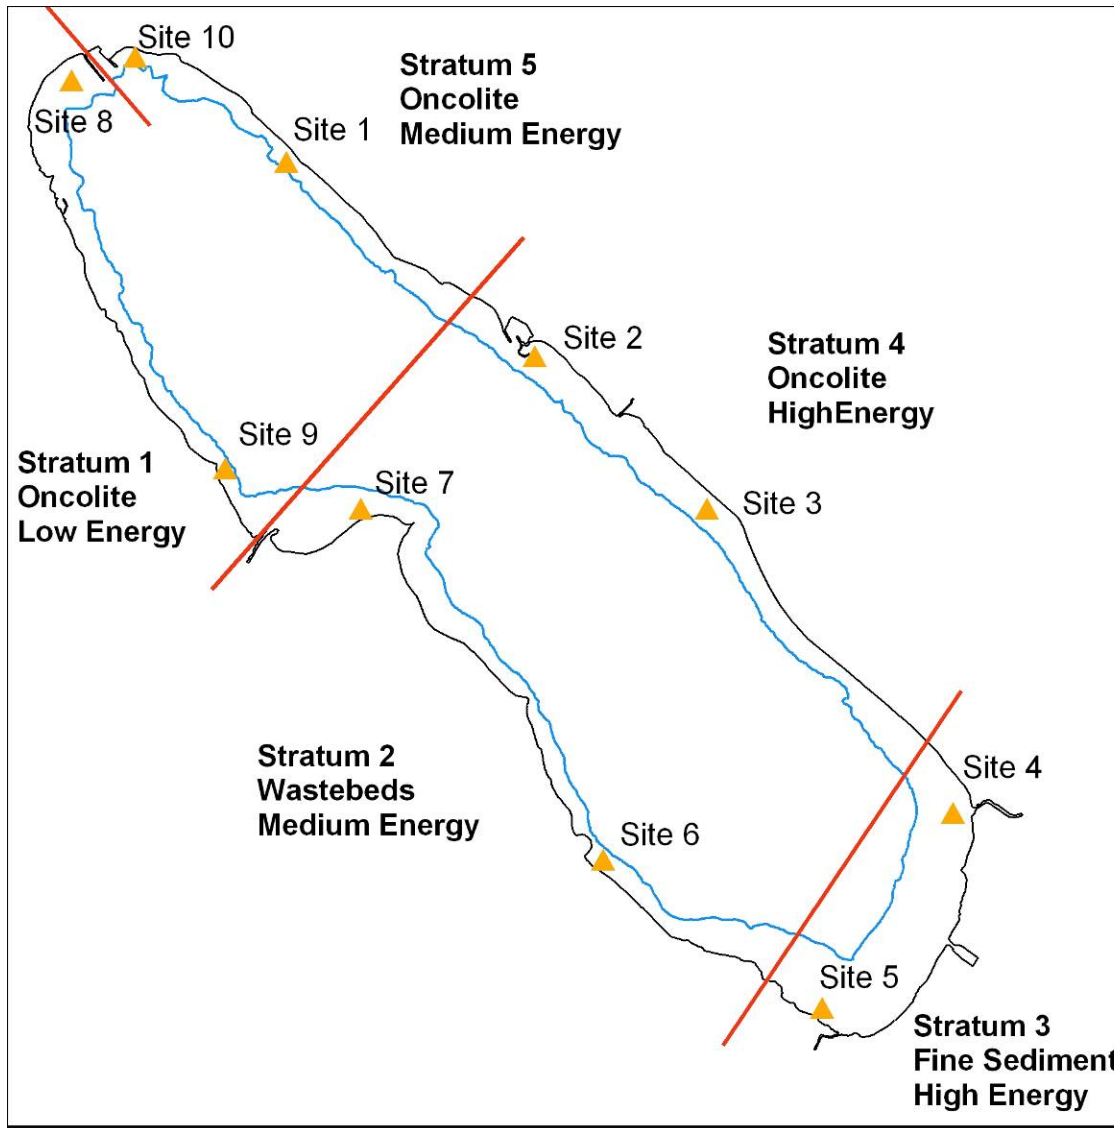 Site 10
Stratum 5
Oncolite
Medium Energy
Site 8
Site 1
Site 2
Stratum 4
Oncolite
HighEnergy
Site 9
Stratum 1
Oncolite
Low Energy
Site 7
Site 3
Stratum 2
Wastebeds
Medium Energy
Site 4
Site 6
Site 5
Stratum 3
Fine Sediment
High Energy